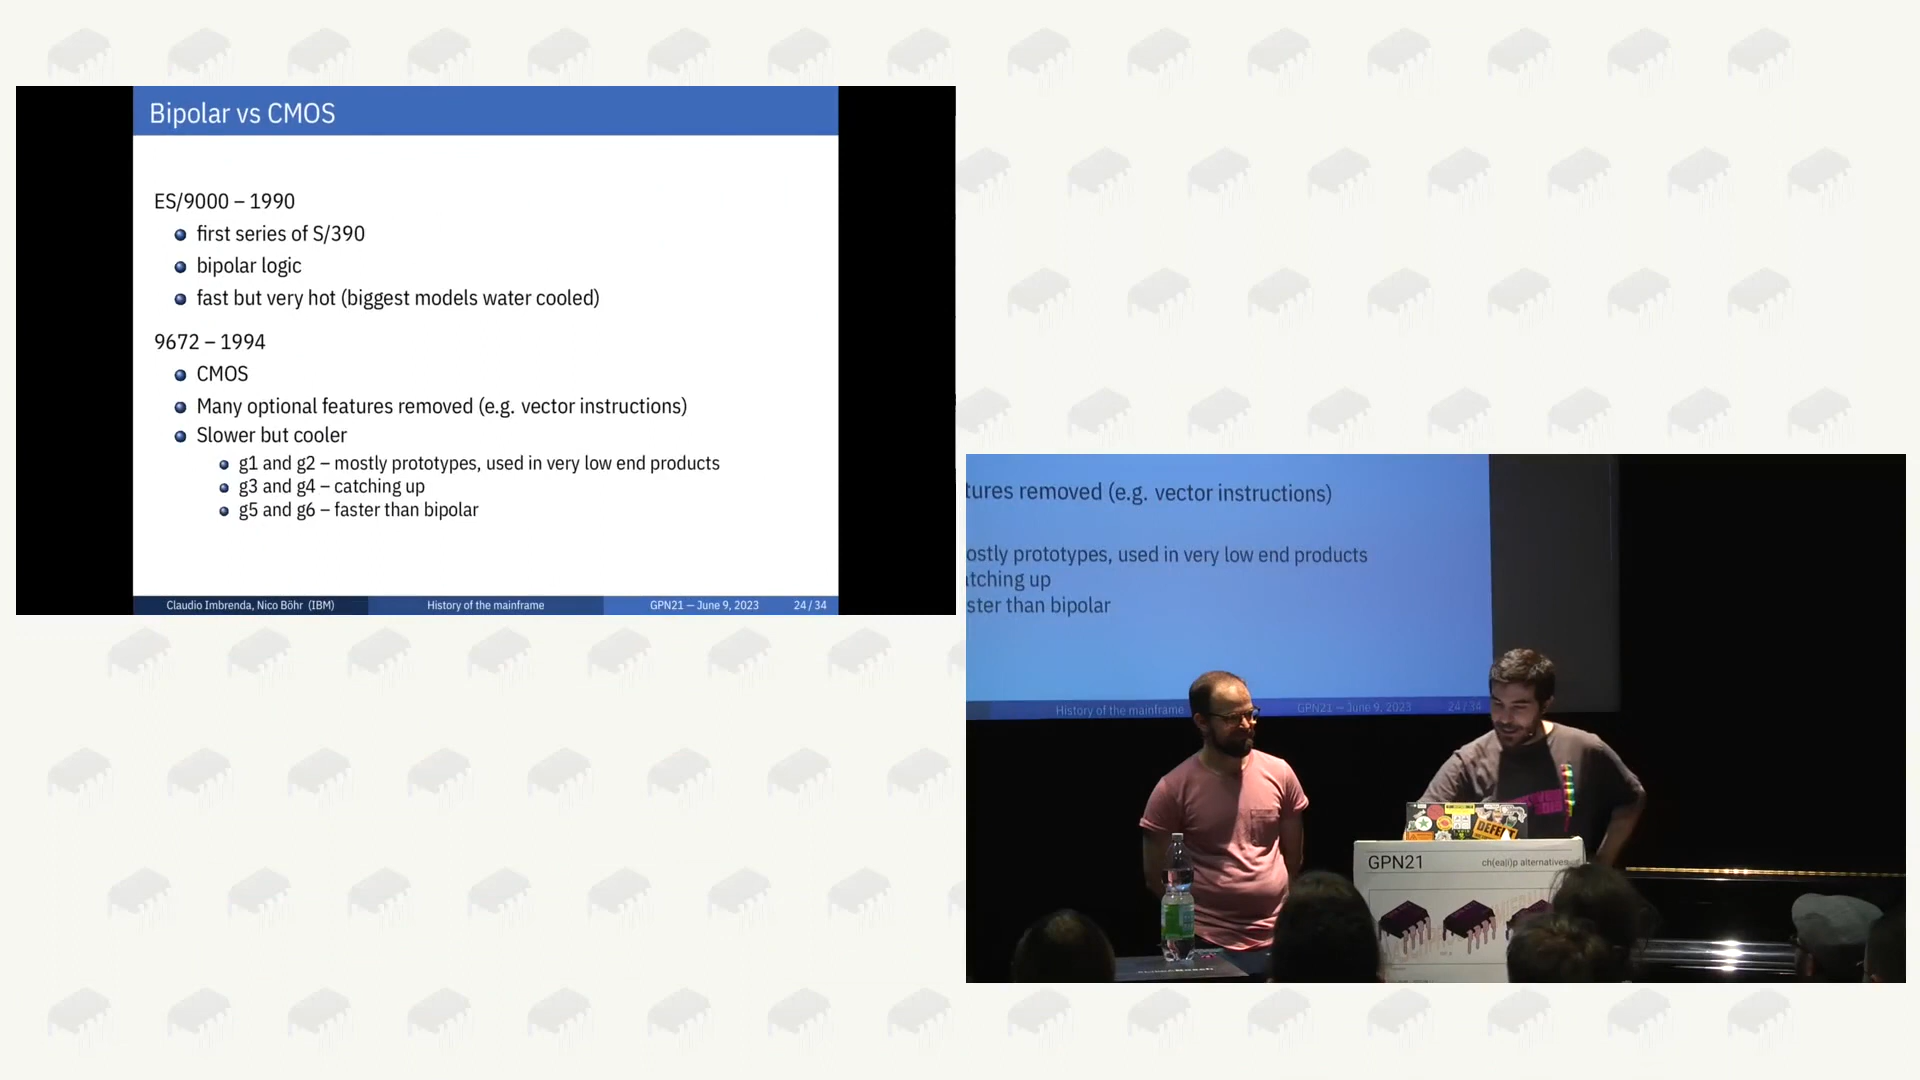 Bipolar vs CMOS
ES/9000 – 1990
first series of S/390
bipolar logic
fast but very hot (biggest models water cooled)
9672 – 1994
CMOS
Many optional features removed (e.g. vector instructions)
Slower but cooler
g1 and g2 – mostly prototypes, used in very low end products
g3 and g4 – catching up
g5 and g6 – faster than bipolar
Claudio Imbrenda, Nico Böhr (IBM) History of the mainframe GPN21 — June 9, 2023 24 / 34
tures removed (e.g. vector instructions)
ostly prototypes, used in very low end products
tching up
ster than bipolar
History of the mainframe GPN21 — June 9, 2023 24 / 34
GPN21 ch(ea(i)p alternatives